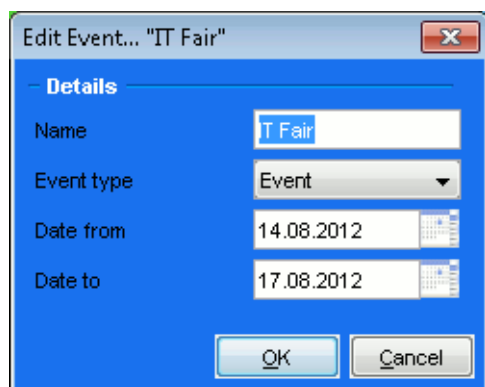 Edit Event... "IT Fair"
Details
Name IT Fair
Event type Event
Date from 14.08.2012
Date to 17.08.2012
OK Cancel